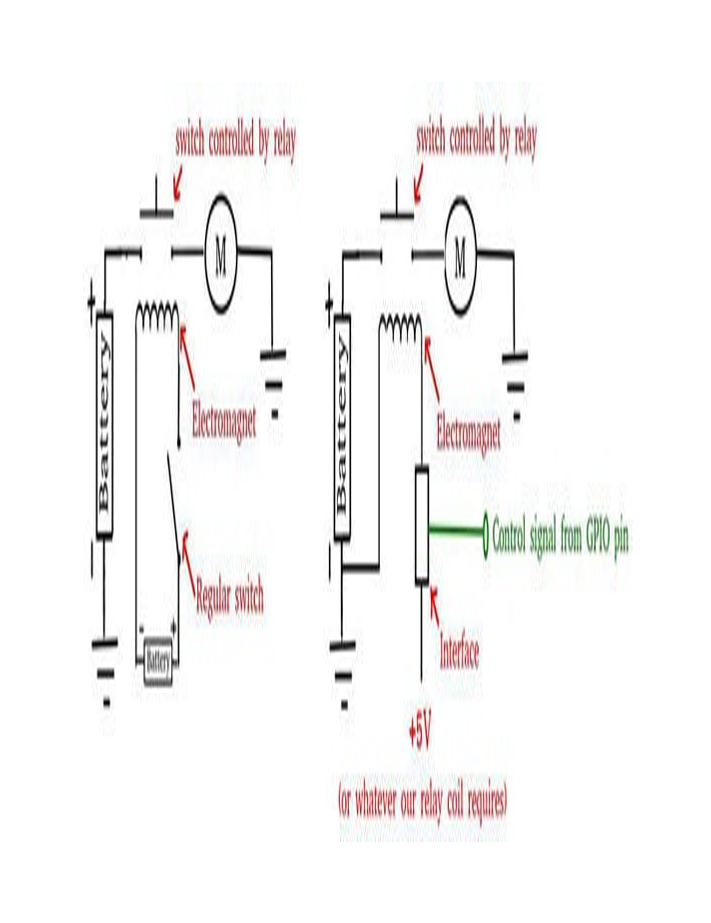 switch controlled by relay
M
+
Battery
-
Electromagnet
Regular switch
- +
Battery
switch controlled by relay
M
+
Battery
-
Electromagnet
Control signal from GPIO pin
Interface
+5V
(or whatever our relay coil requires)